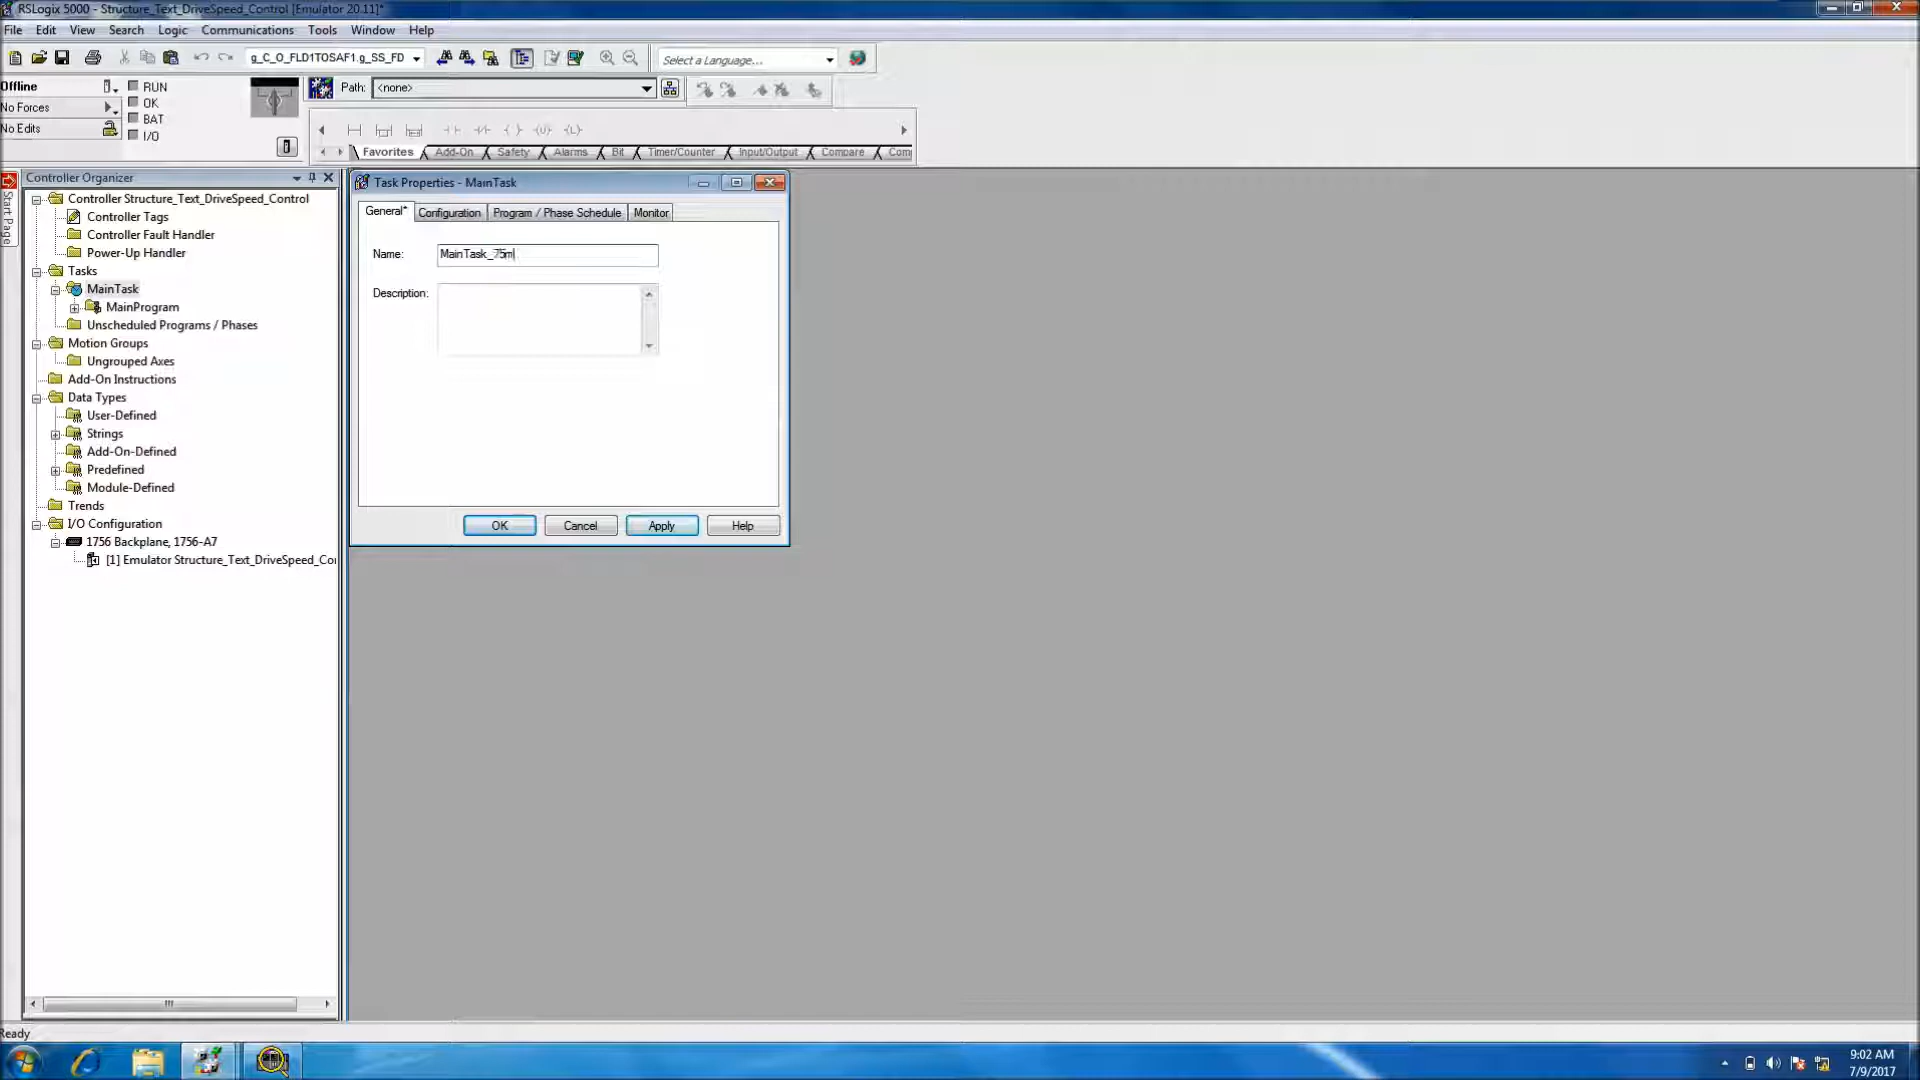 RSLogix 5000 - Structure_Text_DriveSpeed_Control [Emulator 20.11]*
File Edit View Search Logic Communications Tools Window Help
g_C_O_FLD1TOSAF1.g_SS_FD
Select a Language...
Offline
RUN
No Forces
OK
BAT
No Edits
I/O
Path: <none>
Favorites Add-On Safety Alarms Bit Timer/Counter Input/Output Compare Com
Start Page
Controller Organizer
Controller Structure_Text_DriveSpeed_Control
Controller Tags
Controller Fault Handler
Power-Up Handler
Tasks
MainTask
MainProgram
Unscheduled Programs / Phases
Motion Groups
Ungrouped Axes
Add-On Instructions
Data Types
User-Defined
Strings
Add-On-Defined
Predefined
Module-Defined
Trends
I/O Configuration
1756 Backplane, 1756-A7
[1] Emulator Structure_Text_DriveSpeed_Co
Task Properties - MainTask
General* Configuration Program / Phase Schedule Monitor
Name: MainTask_75m
Description:
OK Cancel Apply Help
Ready
9:02 AM
7/9/2017